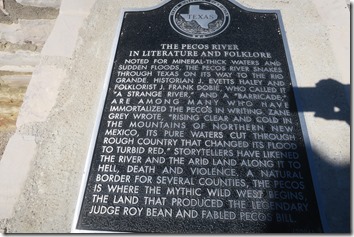 TEXAS
THE PECOS RIVER
IN LITERATURE AND FOLKLORE
NOTED FOR MINERAL-THICK WATERS AND
SUDDEN FLOODS, THE PECOS RIVER SNAKES
THROUGH TEXAS ON ITS WAY TO THE RIO
GRANDE. HISTORIAN J. EVETTS HALEY AND
FOLKLORIST J. FRANK DOBIE, WHO CALLED IT
"A STRANGE RIVER," AND A "BARRICADE,"
ARE AMONG MANY WHO HAVE
IMMORTALIZED THE PECOS IN WRITING. ZANE
GREY WROTE, "RISING CLEAR AND COLD IN
THE MOUNTAINS OF NORTHERN NEW
MEXICO, ITS PURE WATERS CUT THROUGH
ROUGH COUNTRY THAT CHANGED ITS FLOOD
TO TURBID RED." STORYTELLERS HAVE LIKENED
THE RIVER AND THE ARID LAND ALONG IT TO
HELL, DEATH AND VIOLENCE. A NATURAL
BORDER FOR SEVERAL COUNTIES, THE PECOS
IS WHERE THE MYTHIC WILD WEST BEGINS,
THE LAND THAT PRODUCED THE LEGENDARY
JUDGE ROY BEAN AND FABLED PECOS BILL.